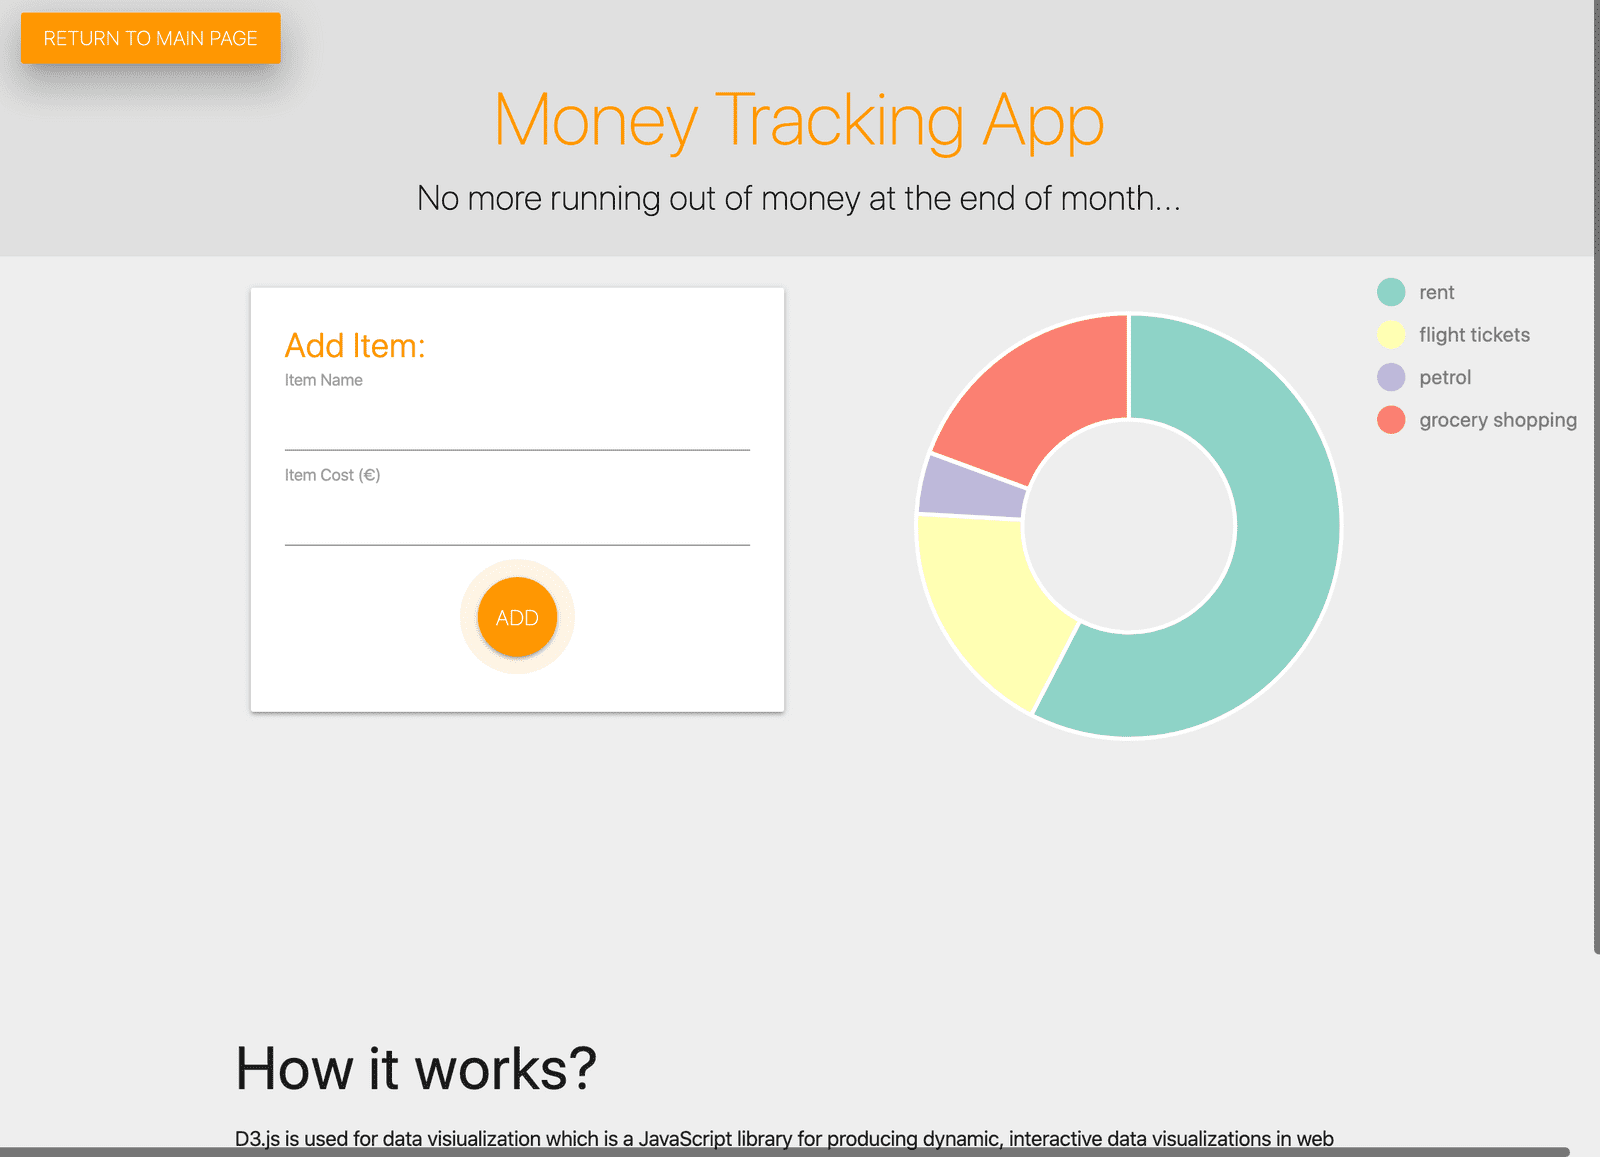 RETURN TO MAIN PAGE
Money Tracking App
No more running out of money at the end of month...
Add Item:
Item Name
Item Cost (€)
ADD
rent
flight tickets
petrol
grocery shopping
How it works?
D3.js is used for data visiualization which is a JavaScript library for producing dynamic, interactive data visualizations in web